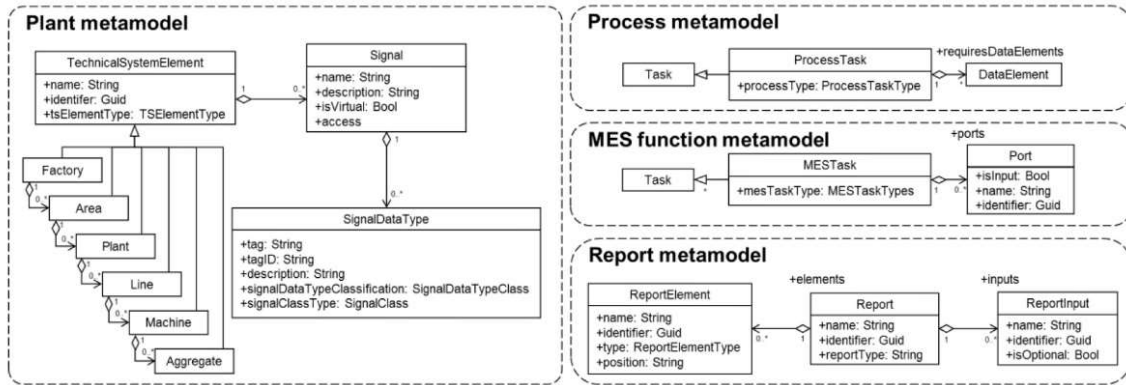 Plant metamodel
TechnicalSystemElement
+name: String
+identifer: Guid
+tsElementType: TSElementType
1
0..*
Signal
+name: String
+description: String
+isVirtual: Bool
+access
1
0..*
Factory
1
0..*
Area
1
0..*
Plant
1
0..*
Line
1
0..*
Machine
1
0..*
Aggregate
SignalDataType
+tag: String
+tagID: String
+description: String
+signalDataTypeClassification: SignalDataTypeClass
+signalClassType: SignalClass
Process metamodel
Task
ProcessTask
+processType: ProcessTaskType
+requiresDataElements
1
*
DataElement
MES function metamodel
Task
*
MESTask
+mesTaskType: MESTaskTypes
+ports
1
0..*
Port
+isInput: Bool
+name: String
+identifier: Guid
Report metamodel
ReportElement
+name: String
+identifier: Guid
+type: ReportElementType
+position: String
+elements
0..*
1
Report
+name: String
+identifier: Guid
+reportType: String
+inputs
1
0..*
ReportInput
+name: String
+identifier: Guid
+isOptional: Bool